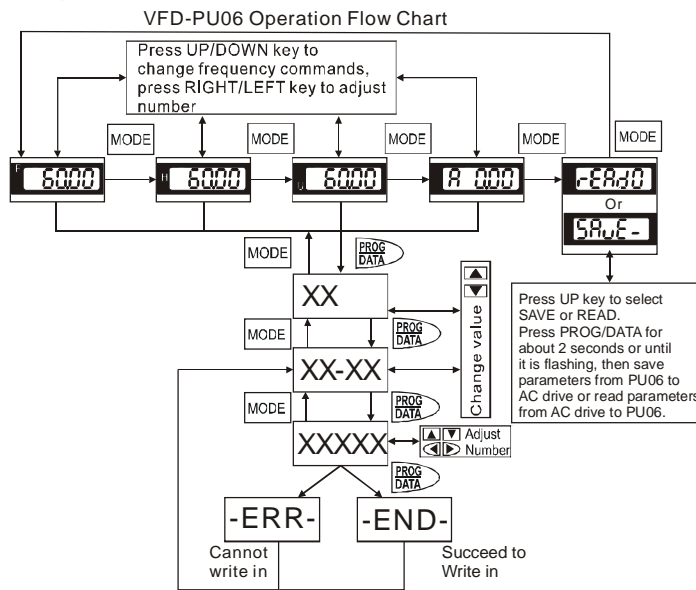 VFD-PU06 Operation Flow Chart
Press UP/DOWN key to
change frequency commands,
press RIGHT/LEFT key to adjust
number
MODE
MODE
MODE
MODE
MODE
F 60.00
H 60.00
U 60.00
A 0.00
rEAd0
Or
SAvE-
MODE
PROG
DATA
XX
MODE
PROG
DATA
XX-XX
MODE
PROG
DATA
XXXXX
PROG
DATA
Change value
Adjust
Number
Press UP key to select
SAVE or READ.
Press PROG/DATA for
about 2 seconds or until
it is flashing, then save
parameters from PU06 to
AC drive or read parameters
from AC drive to PU06.
-ERR-
-END-
Cannot
write in
Succeed to
Write in